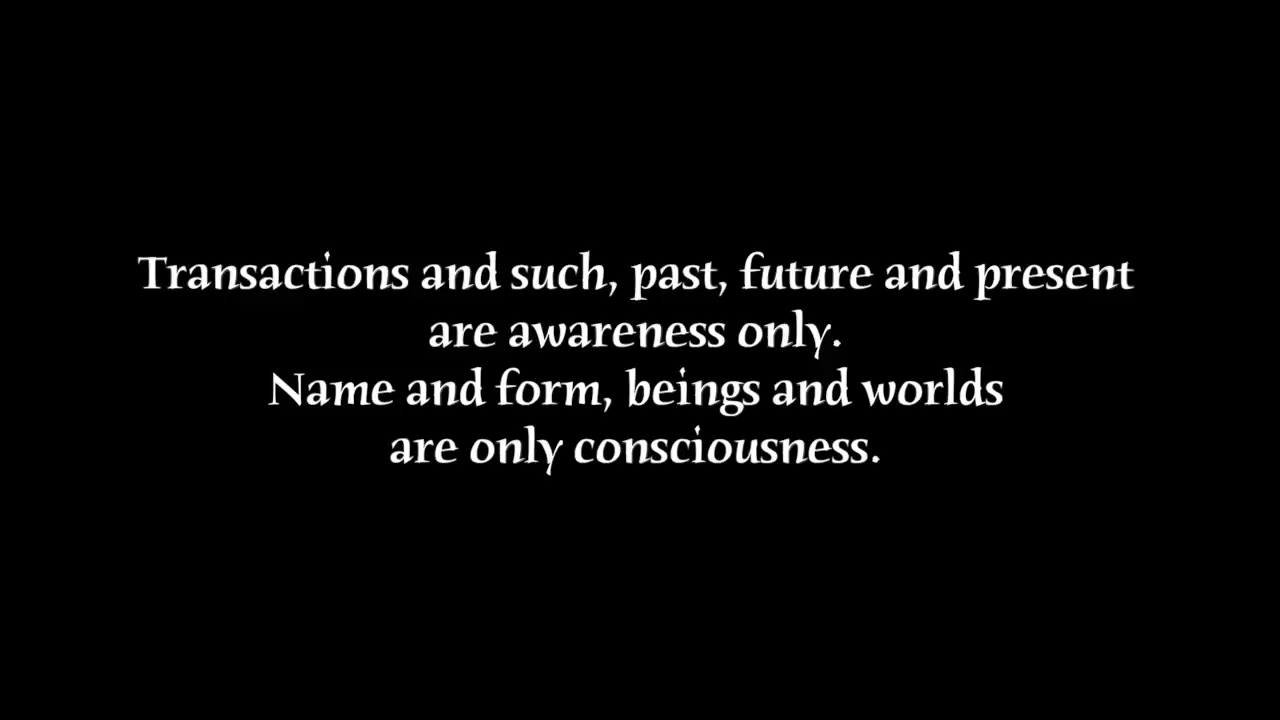 Transactions and such, past, future and present
are awareness only.
Name and form, beings and worlds
are only consciousness.